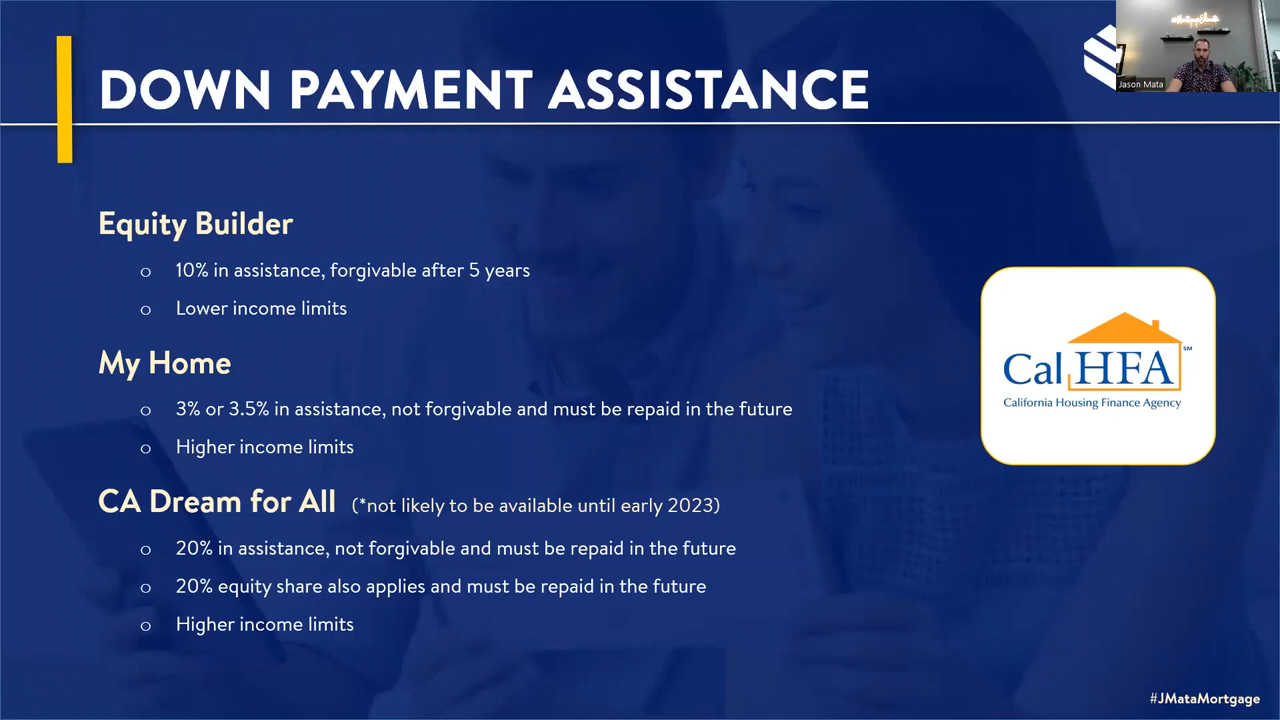 DOWN PAYMENT ASSISTANCE
Jason Mata
Equity Builder
o 10% in assistance, forgivable after 5 years
o Lower income limits
My Home
o 3% or 3.5% in assistance, not forgivable and must be repaid in the future
o Higher income limits
CA Dream for All (*not likely to be available until early 2023)
o 20% in assistance, not forgivable and must be repaid in the future
o 20% equity share also applies and must be repaid in the future
o Higher income limits
Cal HFA SM
California Housing Finance Agency
#JMataMortgage